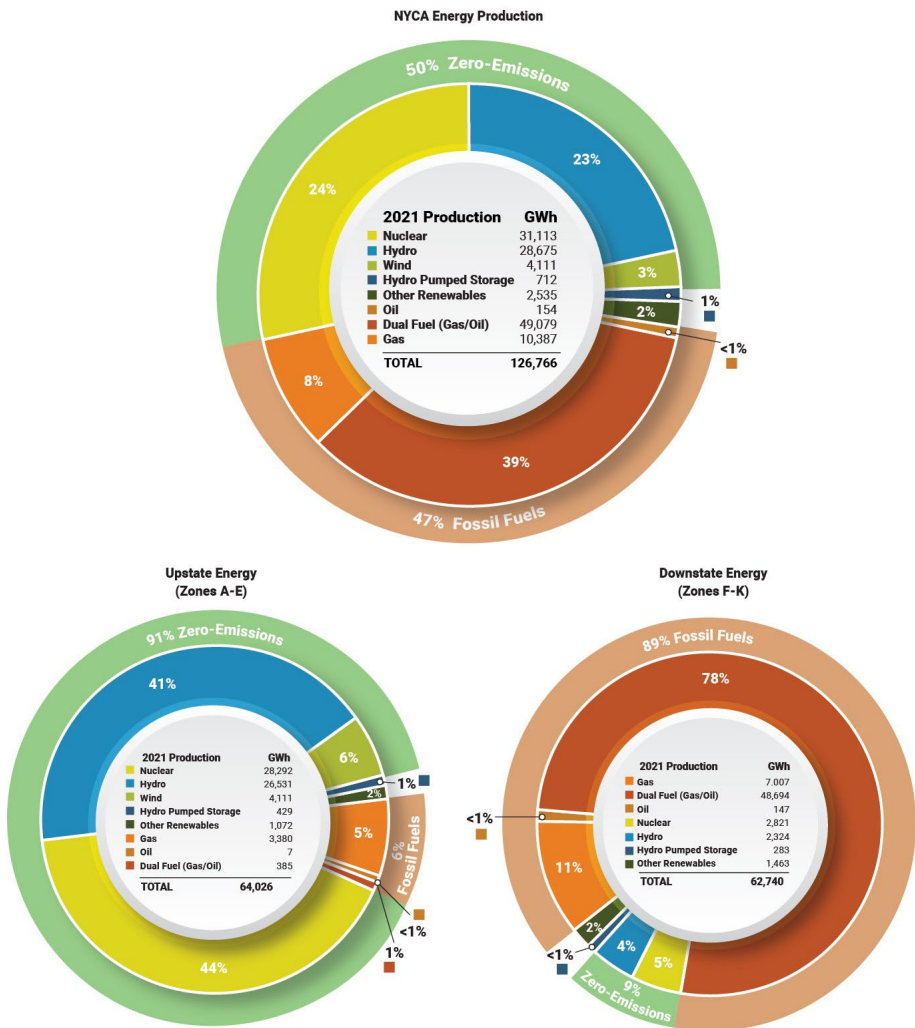 NYCA Energy Production
50% Zero-Emissions
23%
24%
2021 Production GWh
Nuclear 31,113
Hydro 28,675
Wind 4,111
Hydro Pumped Storage 712
Other Renewables 2,535
Oil 154
Dual Fuel (Gas/Oil) 49,079
Gas 10,387
TOTAL 126,766
3%
1%
2%
<1%
8%
39%
47% Fossil Fuels
Upstate Energy
(Zones A-E)
91% Zero-Emissions
41%
6%
2021 Production GWh
Nuclear 28,292
Hydro 26,531
Wind 4,111
Hydro Pumped Storage 429
Other Renewables 1,072
Gas 3,380
Oil 7
Dual Fuel (Gas/Oil) 385
TOTAL 64,026
1%
2%
5%
6%
Fossil Fuels
<1%
1%
44%
Downstate Energy
(Zones F-K)
89% Fossil Fuels
78%
2021 Production GWh
Gas 7,007
Dual Fuel (Gas/Oil) 48,694
Oil 147
Nuclear 2,821
Hydro 2,324
Hydro Pumped Storage 283
Other Renewables 1,463
TOTAL 62,740
<1%
11%
2%
<1%
4%
5%
9%
Zero-Emissions